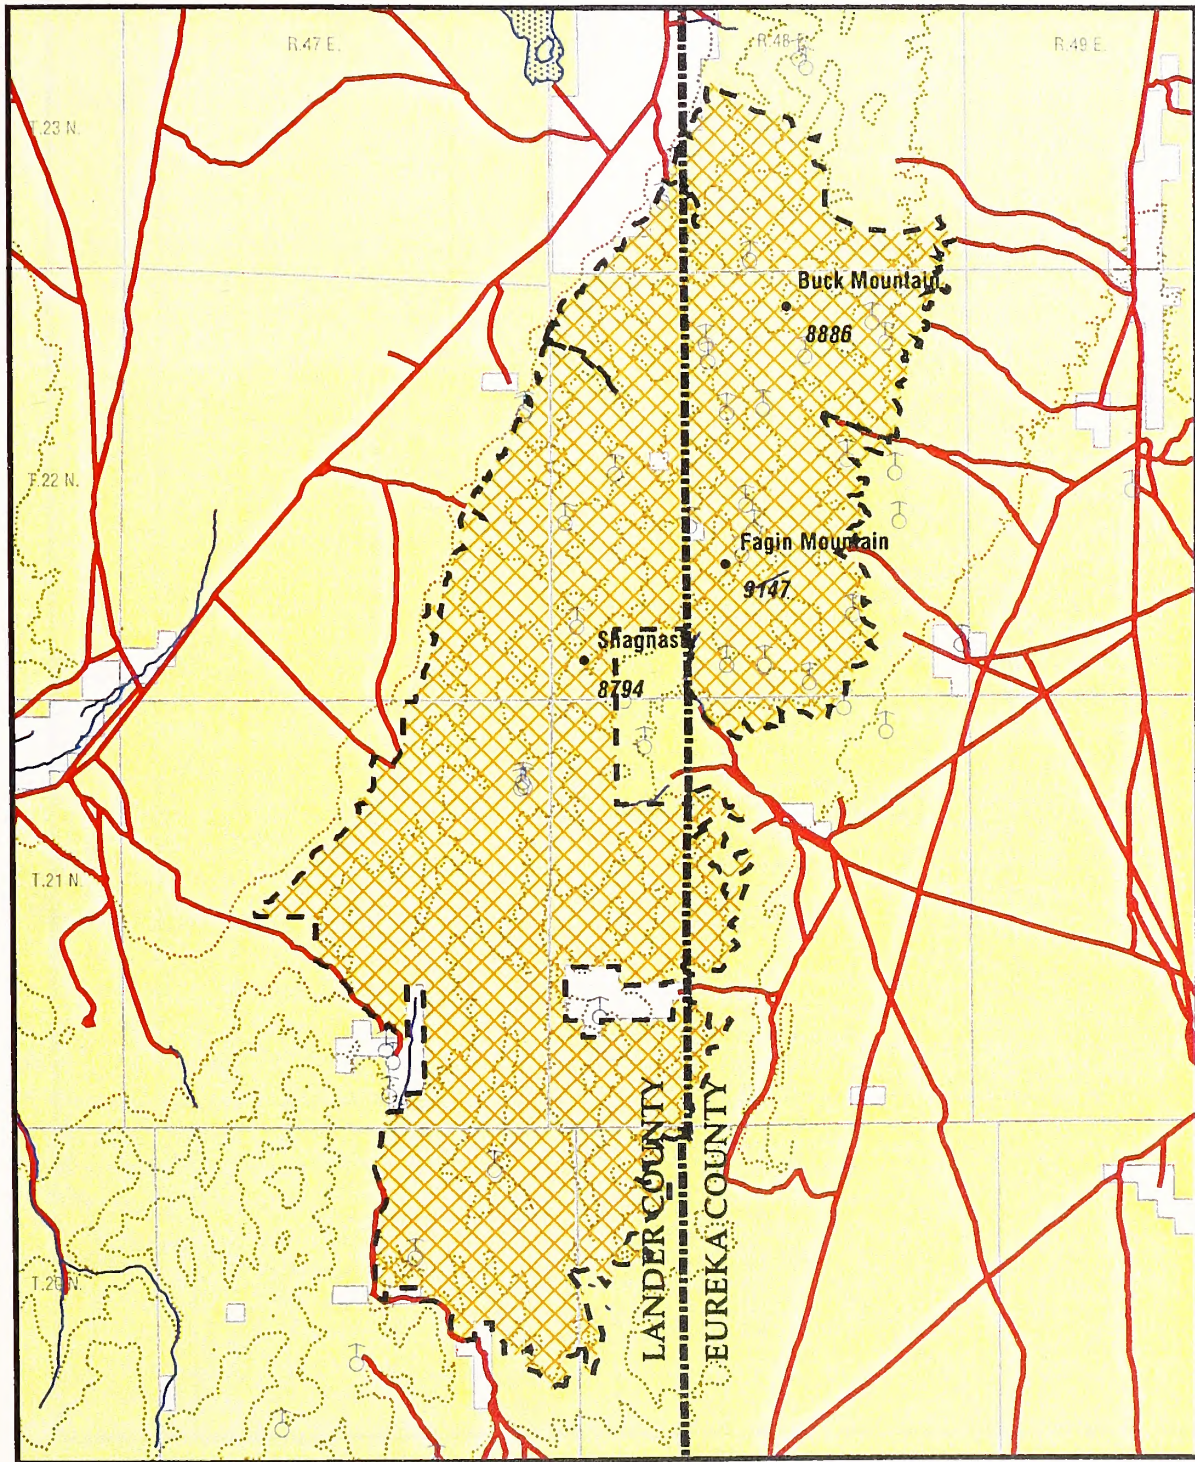 R.47 E.
R.48 E.
R.49 E.
T.23 N.
Buck Mountain
8886
T.22 N.
Fagin Mountain
9147
Shagnasty
8794
T.21 N.
LANDER COUNTY
EUREKA COUNTY
T.20 N.